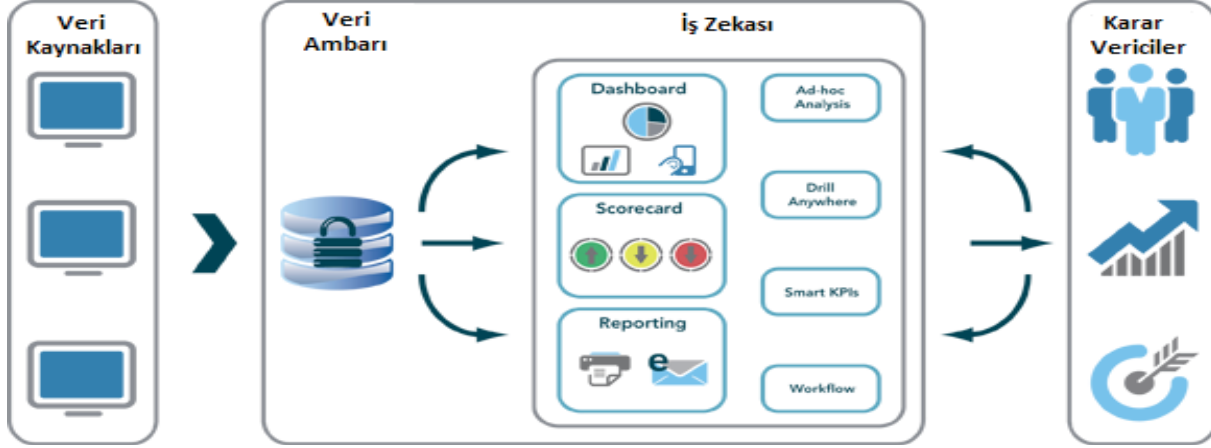 Veri
Kaynakları
Veri
Ambarı
İş Zekası
Dashboard
Scorecard
Reporting
e
Ad-hoc
Analysis
Drill
Anywhere
Smart KPIs
Workflow
Karar
Vericiler